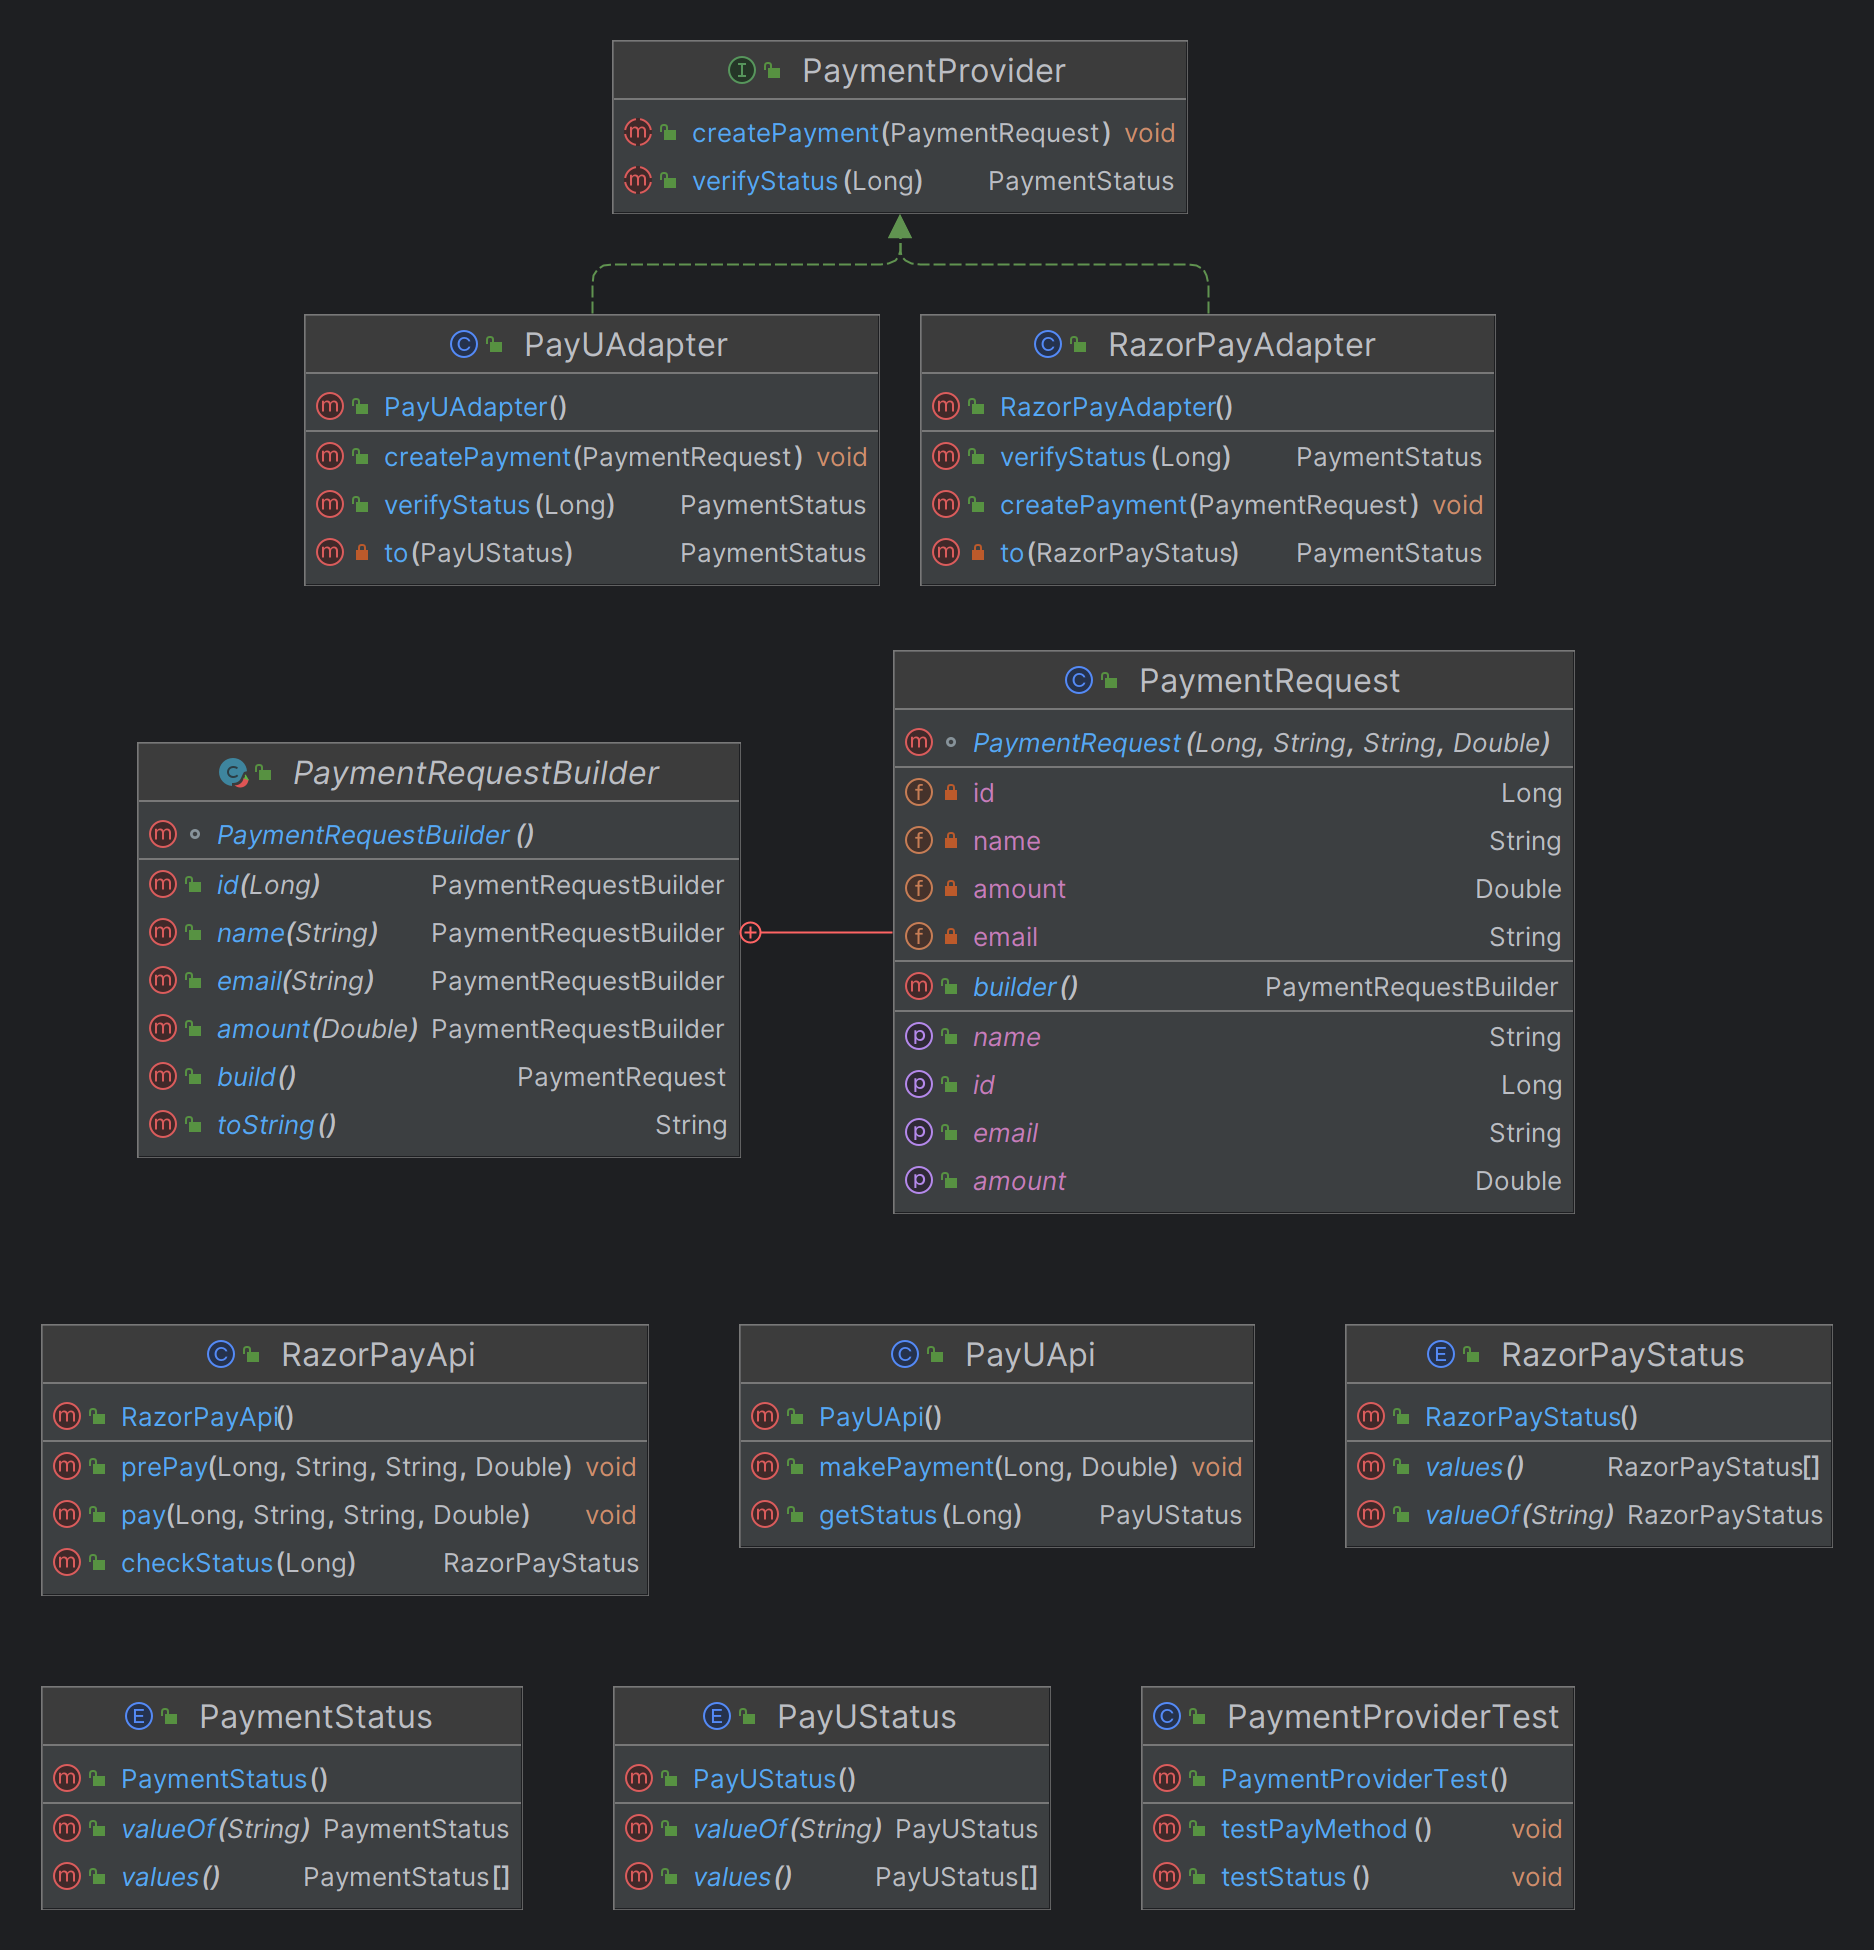 PaymentProvider
createPayment(PaymentRequest) void
verifyStatus(Long) PaymentStatus
PayUAdapter
PayUAdapter()
createPayment(PaymentRequest) void
verifyStatus(Long) PaymentStatus
to(PayUStatus) PaymentStatus
RazorPayAdapter
RazorPayAdapter()
verifyStatus(Long) PaymentStatus
createPayment(PaymentRequest) void
to(RazorPayStatus) PaymentStatus
PaymentRequestBuilder
PaymentRequestBuilder()
id(Long) PaymentRequestBuilder
name(String) PaymentRequestBuilder
email(String) PaymentRequestBuilder
amount(Double) PaymentRequestBuilder
build() PaymentRequest
toString() String
PaymentRequest
PaymentRequest(Long, String, String, Double)
id Long
name String
amount Double
email String
builder() PaymentRequestBuilder
name String
id Long
email String
amount Double
RazorPayApi
RazorPayApi()
prePay(Long, String, String, Double) void
pay(Long, String, String, Double) void
checkStatus(Long) RazorPayStatus
PayUApi
PayUApi()
makePayment(Long, Double) void
getStatus(Long) PayUStatus
RazorPayStatus
RazorPayStatus()
values() RazorPayStatus[]
valueOf(String) RazorPayStatus
PaymentStatus
PaymentStatus()
valueOf(String) PaymentStatus
values() PaymentStatus[]
PayUStatus
PayUStatus()
valueOf(String) PayUStatus
values() PayUStatus[]
PaymentProviderTest
PaymentProviderTest()
testPayMethod() void
testStatus() void